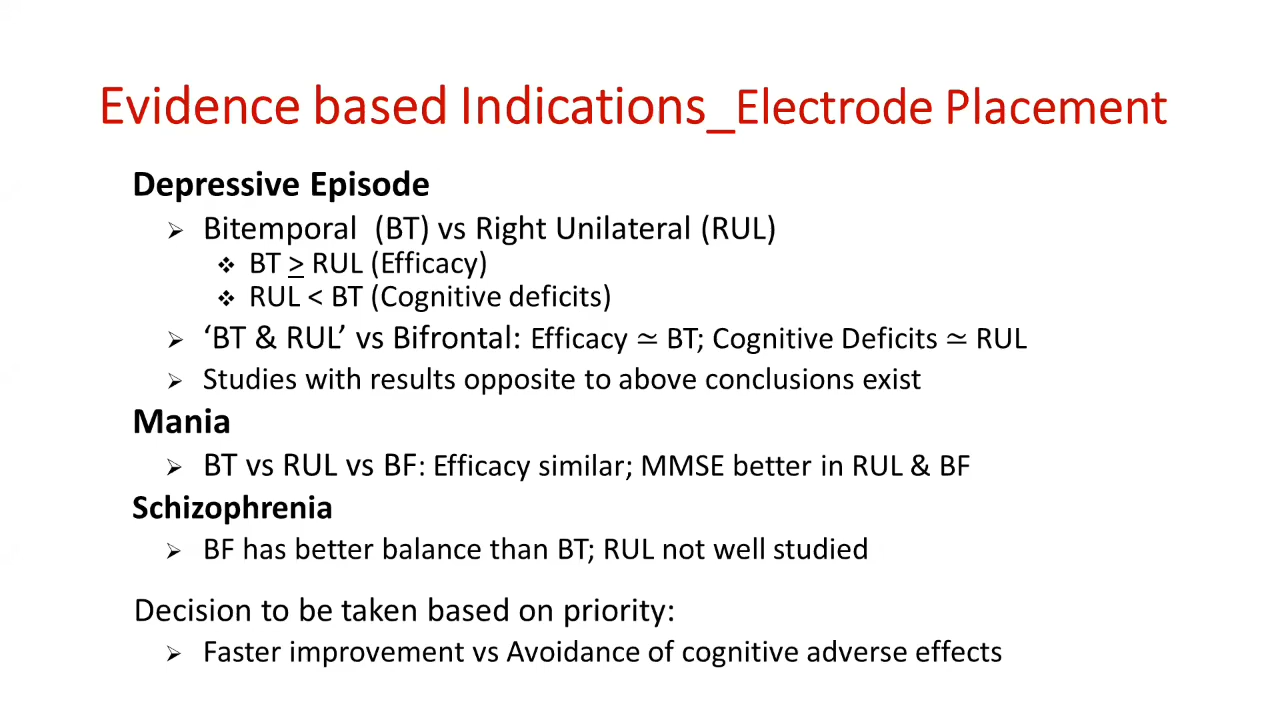 Evidence based Indications_Electrode Placement
Depressive Episode
➢ Bitemporal (BT) vs Right Unilateral (RUL)
❖ BT ≥ RUL (Efficacy)
❖ RUL < BT (Cognitive deficits)
➢ ‘BT & RUL’ vs Bifrontal: Efficacy ≃ BT; Cognitive Deficits ≃ RUL
➢ Studies with results opposite to above conclusions exist
Mania
➢ BT vs RUL vs BF: Efficacy similar; MMSE better in RUL & BF
Schizophrenia
➢ BF has better balance than BT; RUL not well studied
Decision to be taken based on priority:
➢ Faster improvement vs Avoidance of cognitive adverse effects